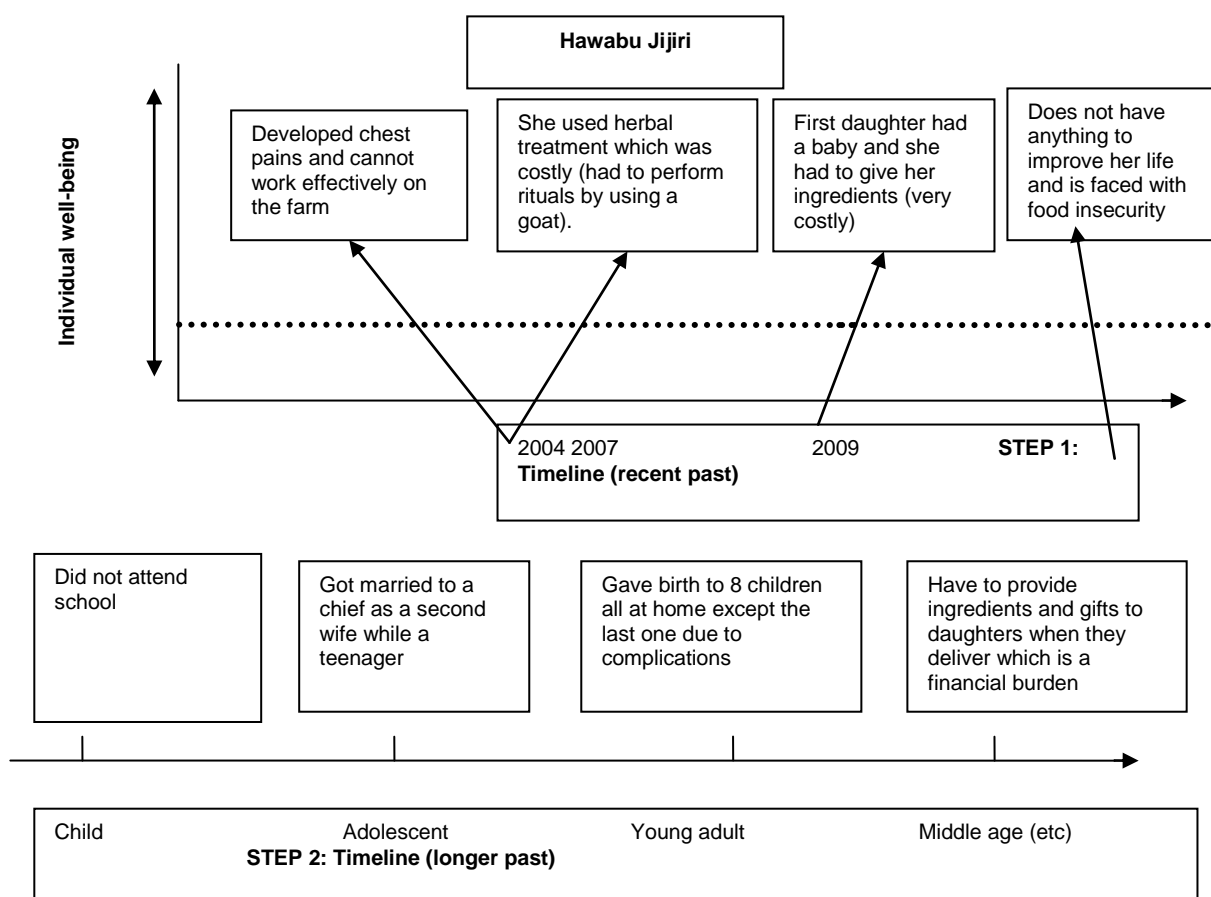 Hawabu Jijiri
Individual well-being
Developed chest
pains and cannot
work effectively on
the farm
She used herbal
treatment which was
costly (had to perform
rituals by using a
goat).
First daughter had
a baby and she
had to give her
ingredients (very
costly)
Does not have
anything to
improve her life
and is faced with
food insecurity
2004 2007 2009 STEP 1:
Timeline (recent past)
Did not attend
school
Got married to a
chief as a second
wife while a
teenager
Gave birth to 8 children
all at home except the
last one due to
complications
Have to provide
ingredients and gifts to
daughters when they
deliver which is a
financial burden
Child Adolescent Young adult Middle age (etc)
STEP 2: Timeline (longer past)